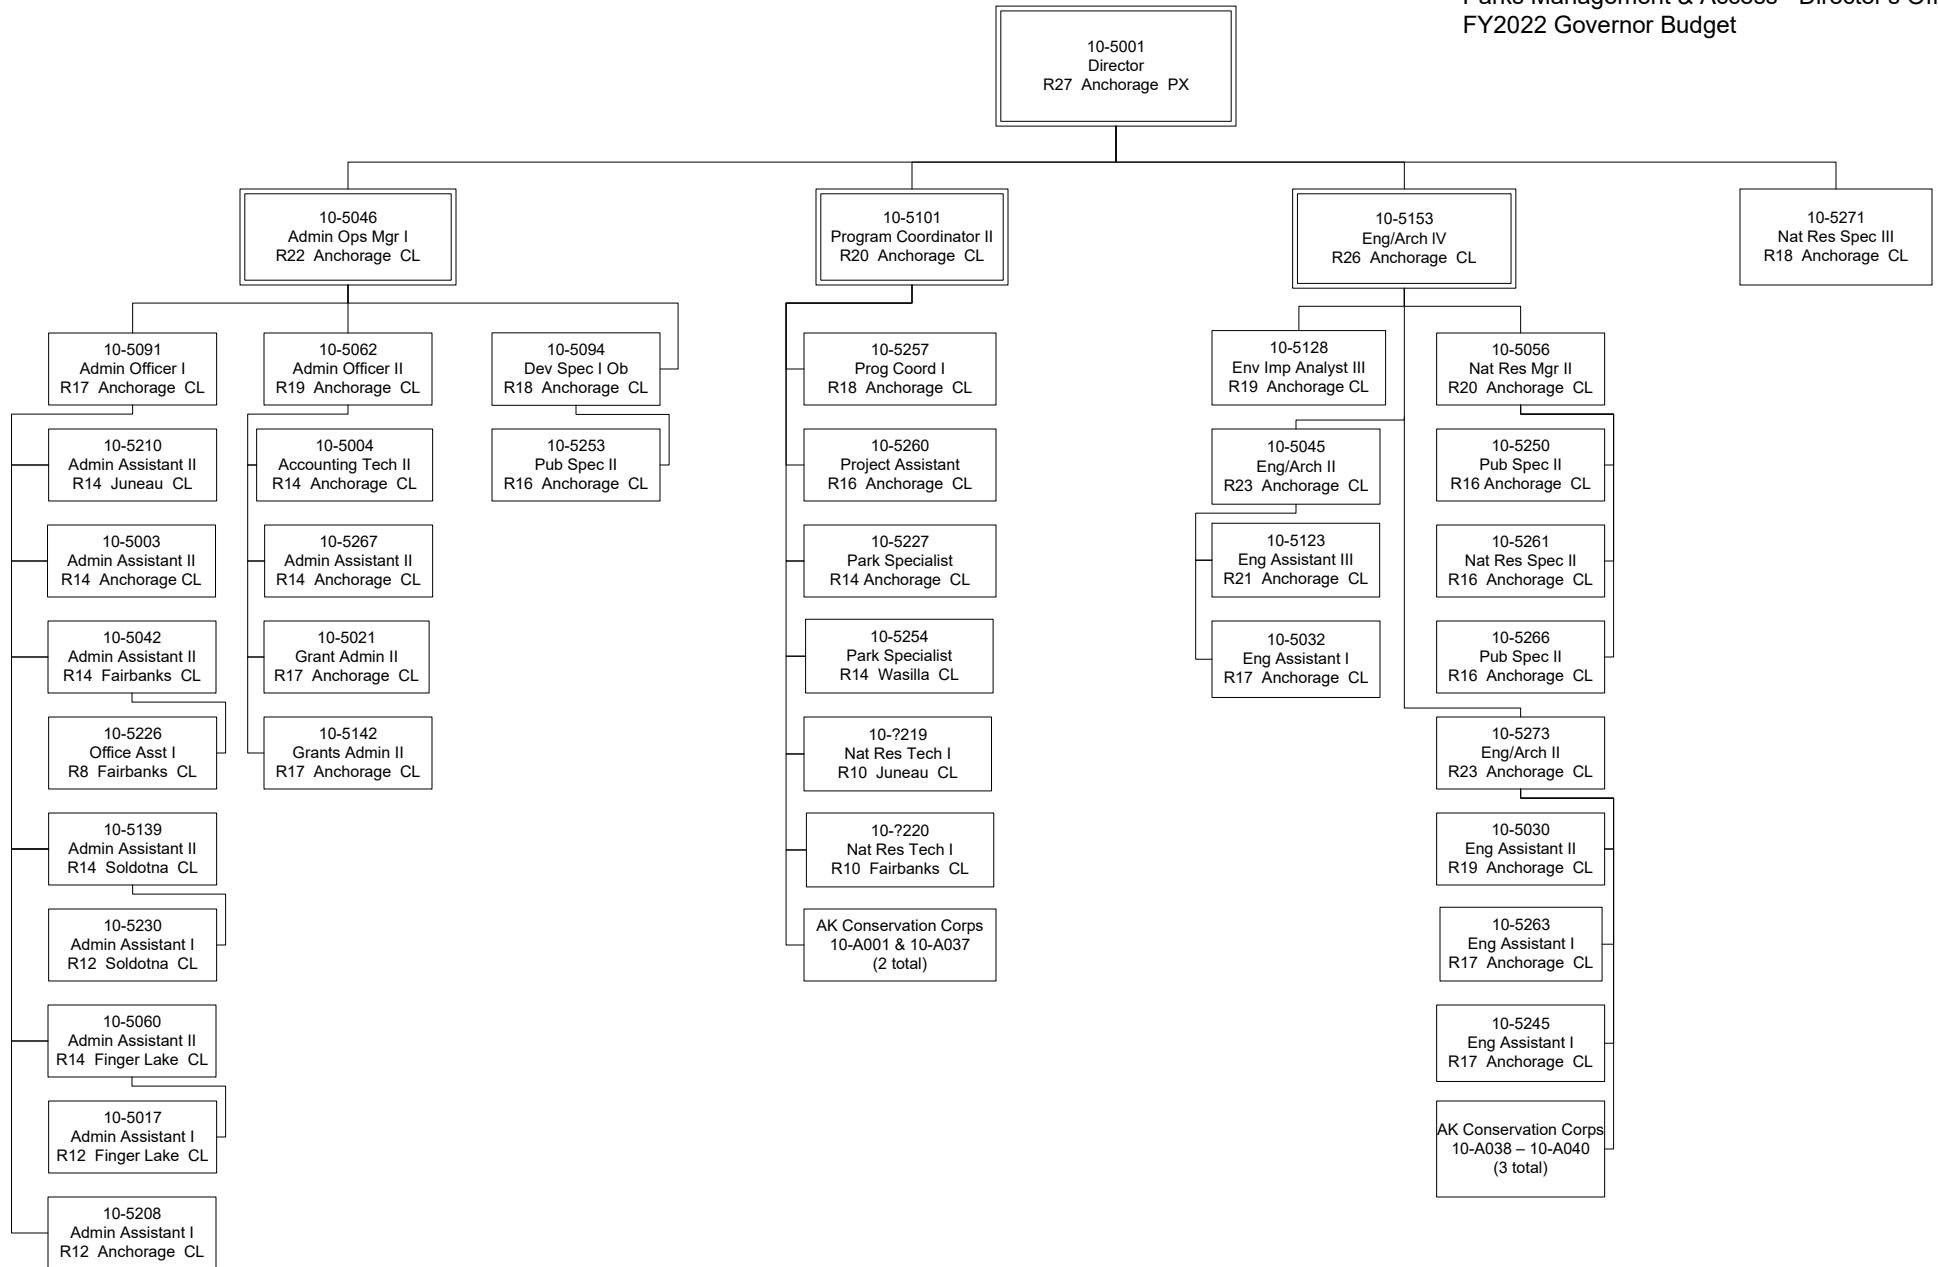 Parks Management & Access - Director's
FY2022 Governor Budget
10-5001
Director
R27 Anchorage PX
10-5046
Admin Ops Mgr I
R22 Anchorage CL
10-5101
Program Coordinator II
R20 Anchorage CL
10-5153
Eng/Arch IV
R26 Anchorage CL
10-5271
Nat Res Spec III
R18 Anchorage CL
10-5091
Admin Officer I
R17 Anchorage CL
10-5210
Admin Assistant II
R14 Juneau CL
10-5003
Admin Assistant II
R14 Anchorage CL
10-5042
Admin Assistant II
R14 Fairbanks CL
10-5226
Office Asst I
R8 Fairbanks CL
10-5139
Admin Assistant II
R14 Soldotna CL
10-5230
Admin Assistant I
R12 Soldotna CL
10-5060
Admin Assistant II
R14 Finger Lake CL
10-5017
Admin Assistant I
R12 Finger Lake CL
10-5208
Admin Assistant I
R12 Anchorage CL
10-5062
Admin Officer II
R19 Anchorage CL
10-5004
Accounting Tech II
R14 Anchorage CL
10-5267
Admin Assistant II
R14 Anchorage CL
10-5021
Grant Admin II
R17 Anchorage CL
10-5142
Grants Admin II
R17 Anchorage CL
10-5094
Dev Spec I Ob
R18 Anchorage CL
10-5253
Pub Spec II
R16 Anchorage CL
10-5257
Prog Coord I
R18 Anchorage CL
10-5260
Project Assistant
R16 Anchorage CL
10-5227
Park Specialist
R14 Anchorage CL
10-5254
Park Specialist
R14 Wasilla CL
10-?219
Nat Res Tech I
R10 Juneau CL
10-?220
Nat Res Tech I
R10 Fairbanks CL
AK Conservation Corps
10-A001 & 10-A037
(2 total)
10-5128
Env Imp Analyst III
R19 Anchorage CL
10-5045
Eng/Arch II
R23 Anchorage CL
10-5123
Eng Assistant III
R21 Anchorage CL
10-5032
Eng Assistant I
R17 Anchorage CL
10-5056
Nat Res Mgr II
R20 Anchorage CL
10-5250
Pub Spec II
R16 Anchorage CL
10-5261
Nat Res Spec II
R16 Anchorage CL
10-5266
Pub Spec II
R16 Anchorage CL
10-5273
Eng/Arch II
R23 Anchorage CL
10-5030
Eng Assistant II
R19 Anchorage CL
10-5263
Eng Assistant I
R17 Anchorage CL
10-5245
Eng Assistant I
R17 Anchorage CL
AK Conservation Corps
10-A038 – 10-A040
(3 total)